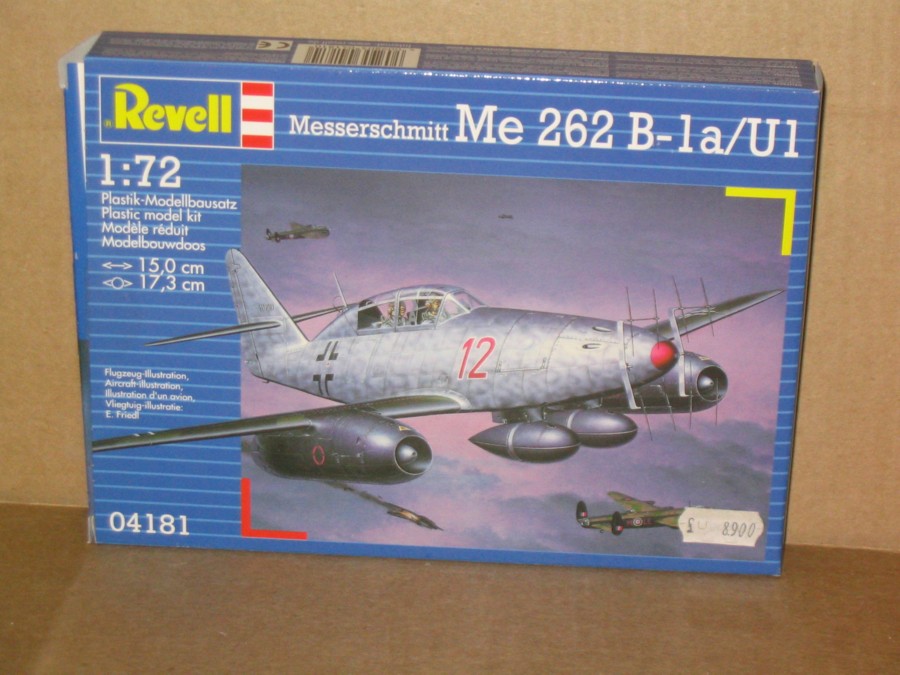 CE
Revell
Messerschmitt Me 262 B-1a/U1
1:72
Plastik-Modellbausatz
Plastic model kit
Modèle réduit
Modelbouwdoos
15,0 cm
17,3 cm
12
Flugzeug-Illustration,
Aircraft-illustration,
Illustration d'un avion,
Vliegtuig-illustratie:
E. Friedl
04181
£ 8900